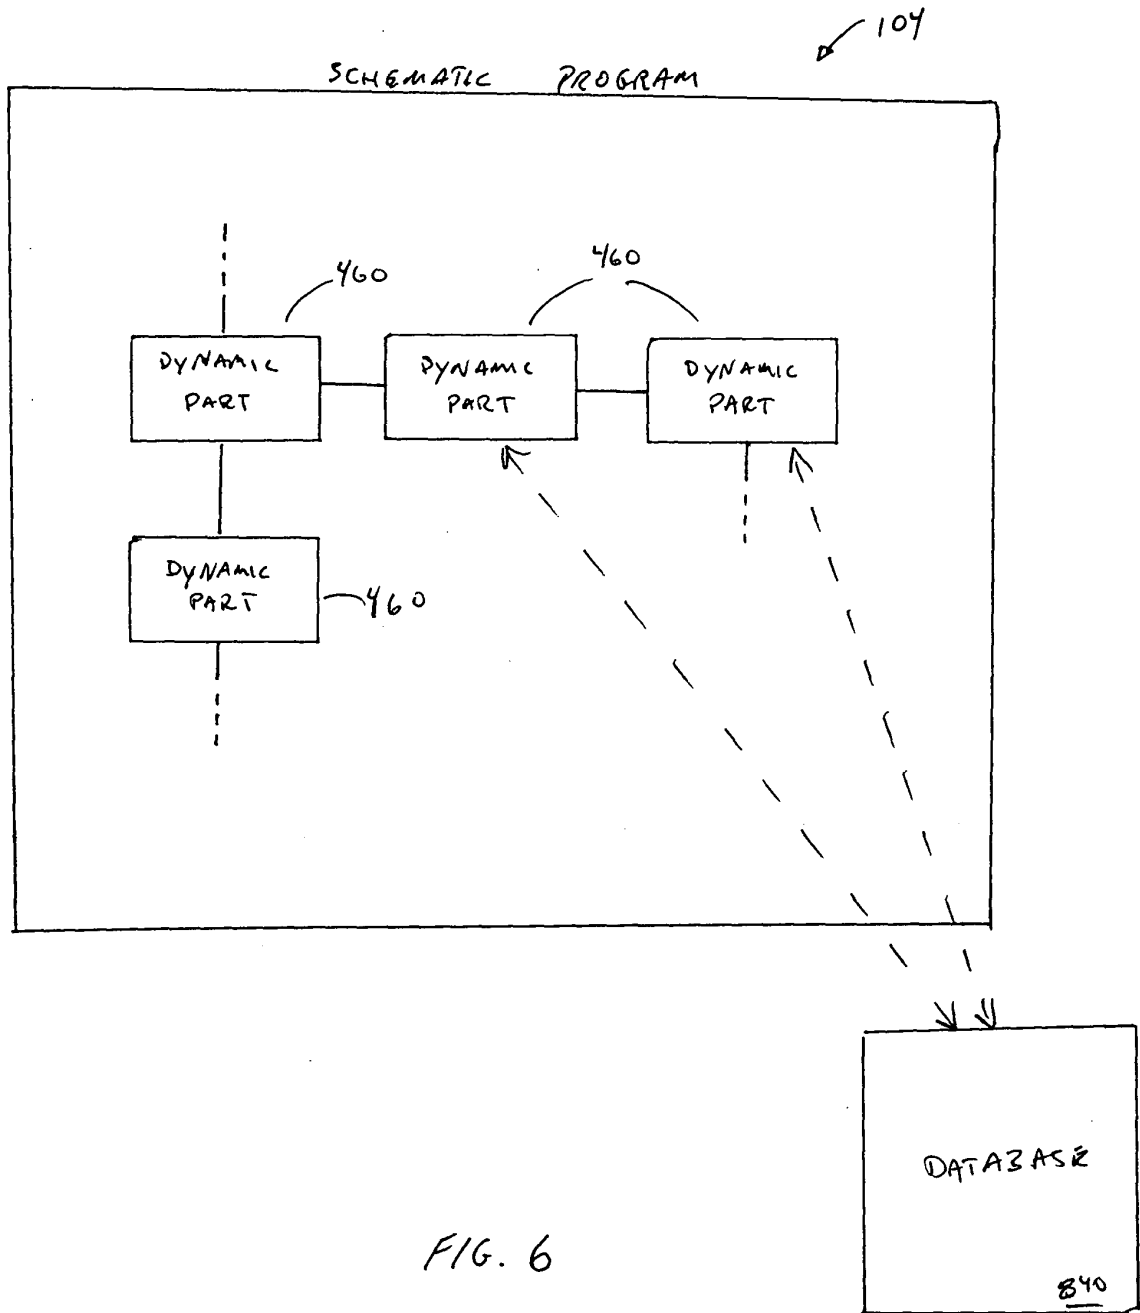 104
SCHEMATIC PROGRAM
460
460
DYNAMIC
PART
DYNAMIC
PART
DYNAMIC
PART
DYNAMIC
PART
460
DATABASE
840
FIG. 6